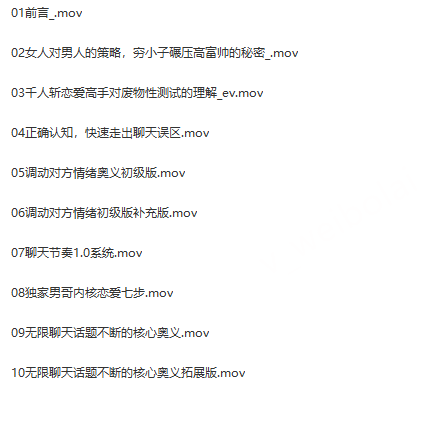 01前言_.mov
02女人对男人的策略，穷小子碾压高富帅的秘密_.mov
03千人斩恋爱高手对废物性测试的理解_ev.mov
04正确认知，快速走出聊天误区.mov
05调动对方情绪奥义初级版.mov
06调动对方情绪初级版补充版.mov
07聊天节奏1.0系统.mov
08独家男哥内核恋爱七步.mov
09无限聊天话题不断的核心奥义.mov
10无限聊天话题不断的核心奥义拓展版.mov